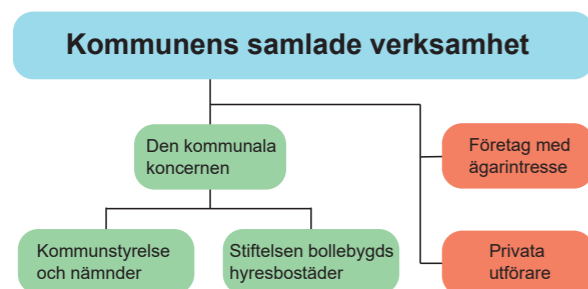 Kommunens samlade verksamhet
Den kommunala
koncernen
Företag med
ägarintresse
Kommunstyrelse
och nämnder
Stiftelsen bollebygds
hyresbostäder
Privata
utförare